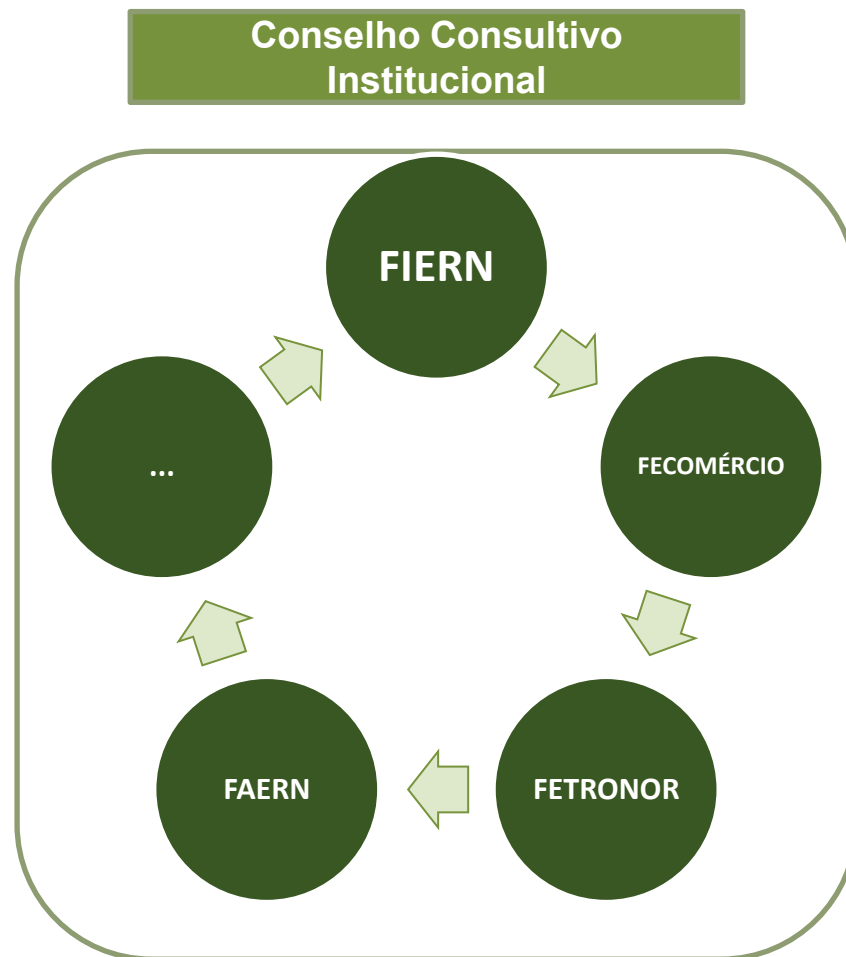 Conselho Consultivo
Institucional
FIERN
FECOMÉRCIO
FETRONOR
FAERN
...